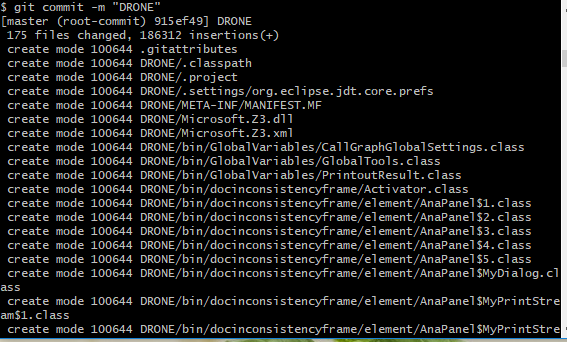 $ git commit -m "DRONE"
[master (root-commit) 915ef49] DRONE
 175 files changed, 186312 insertions(+)
 create mode 100644 .gitattributes
 create mode 100644 DRONE/.classpath
 create mode 100644 DRONE/.project
 create mode 100644 DRONE/.settings/org.eclipse.jdt.core.prefs
 create mode 100644 DRONE/META-INF/MANIFEST.MF
 create mode 100644 DRONE/Microsoft.Z3.dll
 create mode 100644 DRONE/Microsoft.Z3.xml
 create mode 100644 DRONE/bin/GlobalVariables/CallGraphGlobalSettings.class
 create mode 100644 DRONE/bin/GlobalVariables/GlobalTools.class
 create mode 100644 DRONE/bin/GlobalVariables/PrintoutResult.class
 create mode 100644 DRONE/bin/docinconsistencyframe/Activator.class
 create mode 100644 DRONE/bin/docinconsistencyframe/element/AnaPanel$1.class
 create mode 100644 DRONE/bin/docinconsistencyframe/element/AnaPanel$2.class
 create mode 100644 DRONE/bin/docinconsistencyframe/element/AnaPanel$3.class
 create mode 100644 DRONE/bin/docinconsistencyframe/element/AnaPanel$4.class
 create mode 100644 DRONE/bin/docinconsistencyframe/element/AnaPanel$5.class
 create mode 100644 DRONE/bin/docinconsistencyframe/element/AnaPanel$MyDialog.cl
ass
 create mode 100644 DRONE/bin/docinconsistencyframe/element/AnaPanel$MyPrintStre
am$1.class
 create mode 100644 DRONE/bin/docinconsistencyframe/element/AnaPanel$MyPrintStre